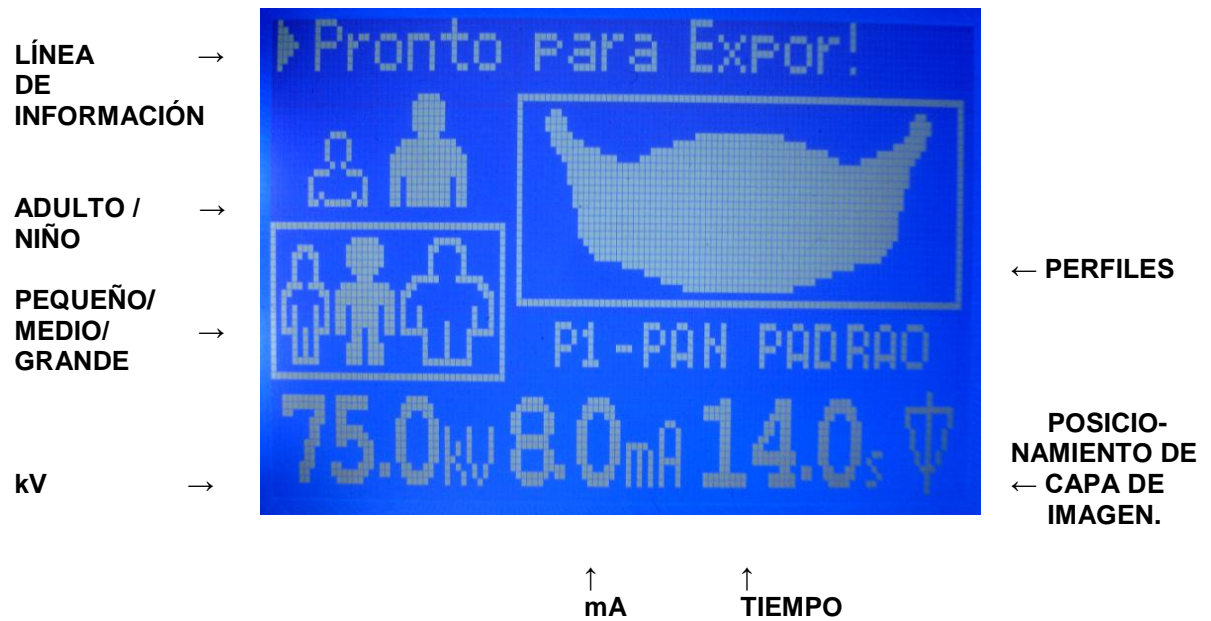 Pronto para Expor!
LÍNEA →
DE
INFORMACIÓN
ADULTO / →
NIÑO
PEQUEÑO/
MEDIO/ →
GRANDE
← PERFILES
P1-PAN PADRAO
75.0kV 8.0mA 14.0s
kV →
POSICIO-
NAMIENTO DE
← CAPA DE
IMAGEN.
↑ ↑
mA TIEMPO